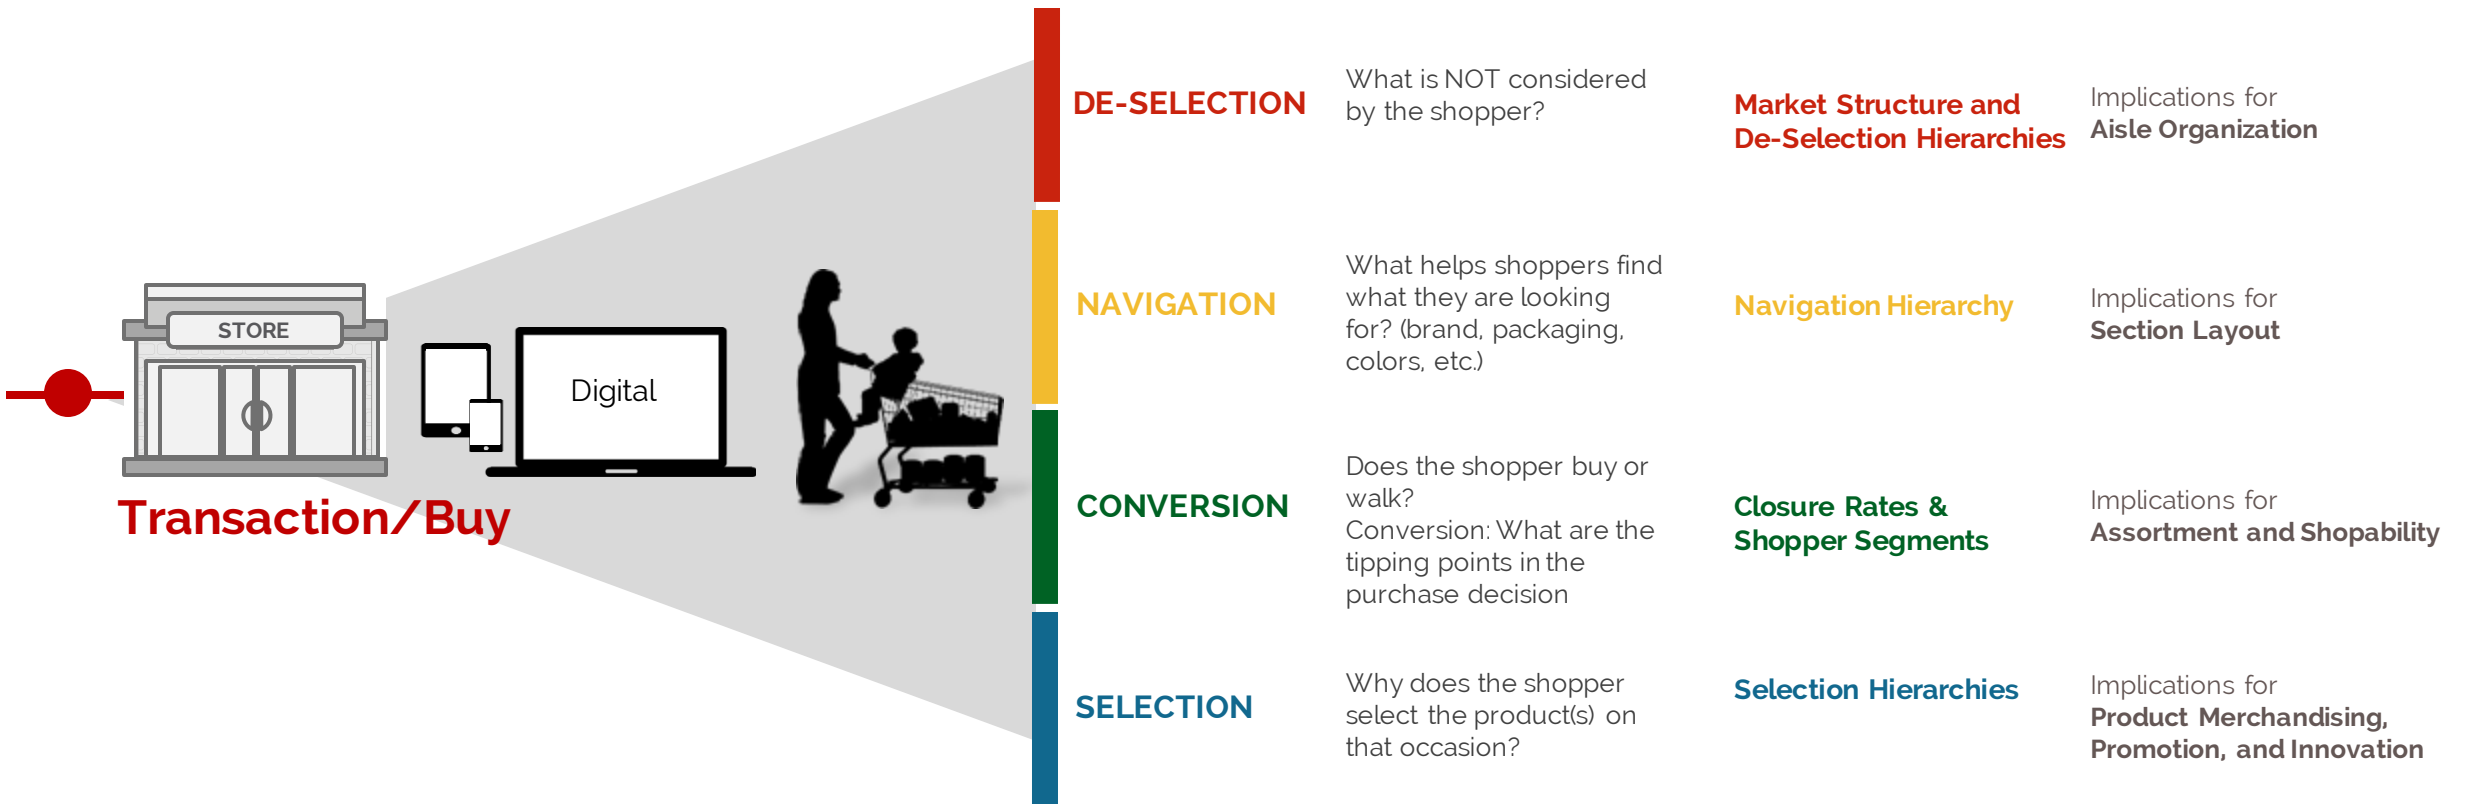 STORE
Digital
Transaction/Buy
DE-SELECTION
What is NOT considered
by the shopper?
Market Structure and
De-Selection Hierarchies
Implications for
Aisle Organization
NAVIGATION
What helps shoppers find
what they are looking
for? (brand, packaging,
colors, etc.)
Navigation Hierarchy
Implications for
Section Layout
CONVERSION
Does the shopper buy or
walk?
Conversion: What are the
tipping points in the
purchase decision
Closure Rates &
Shopper Segments
Implications for
Assortment and Shopability
SELECTION
Why does the shopper
select the product(s) on
that occasion?
Selection Hierarchies
Implications for
Product Merchandising,
Promotion, and Innovation